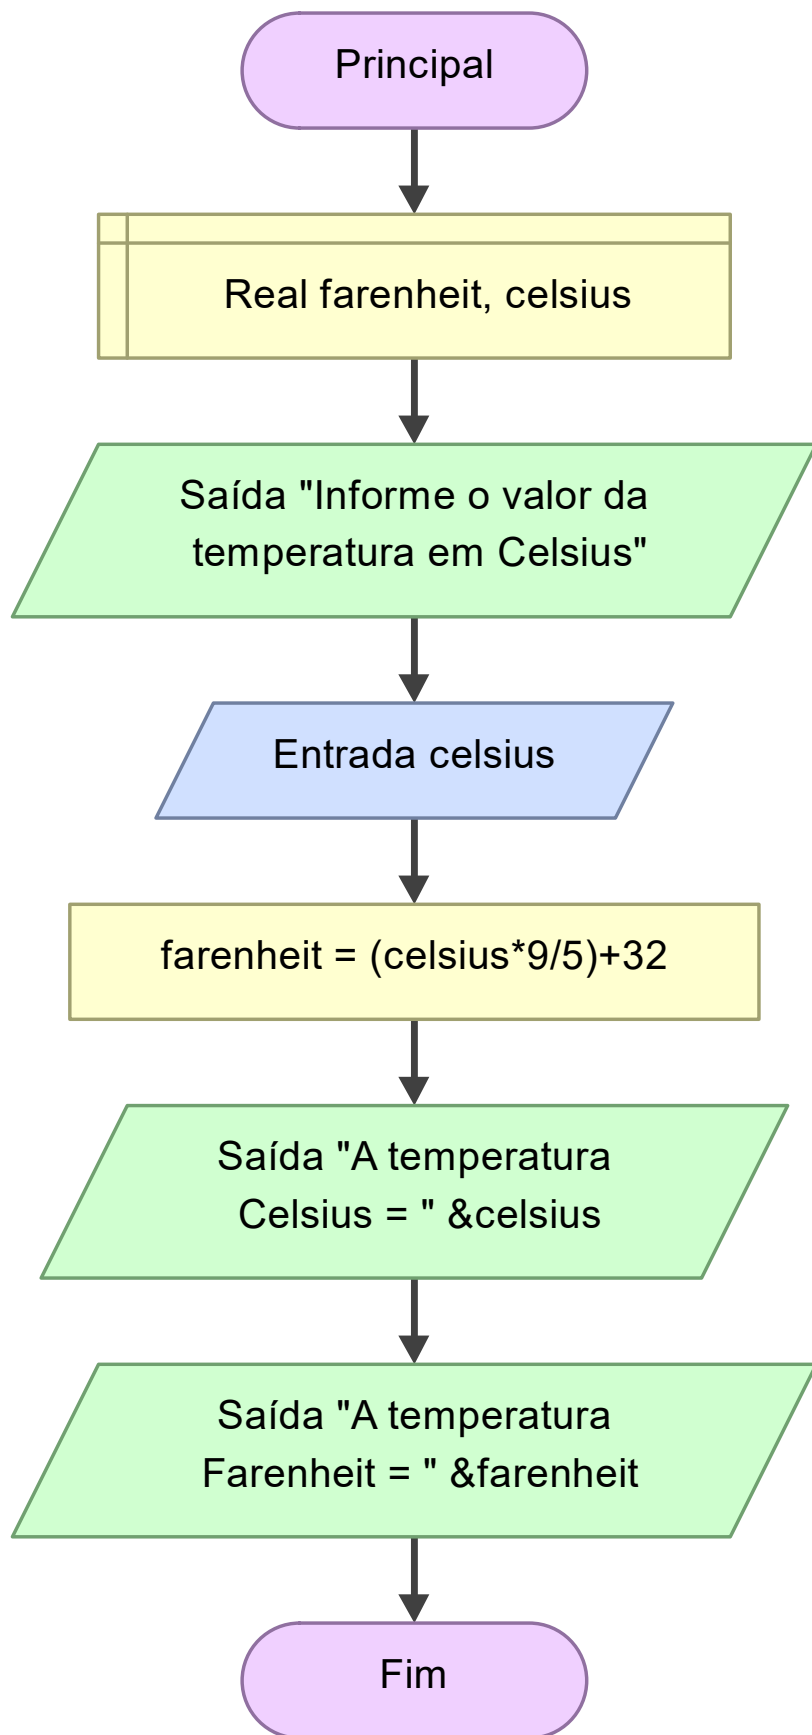 Principal
Real farenheit, celsius
Saída "Informe o valor da
temperatura em Celsius"
Entrada celsius
farenheit = (celsius*9/5)+32
Saída "A temperatura
Celsius = " &celsius
Saída "A temperatura
Farenheit = " &farenheit
Fim